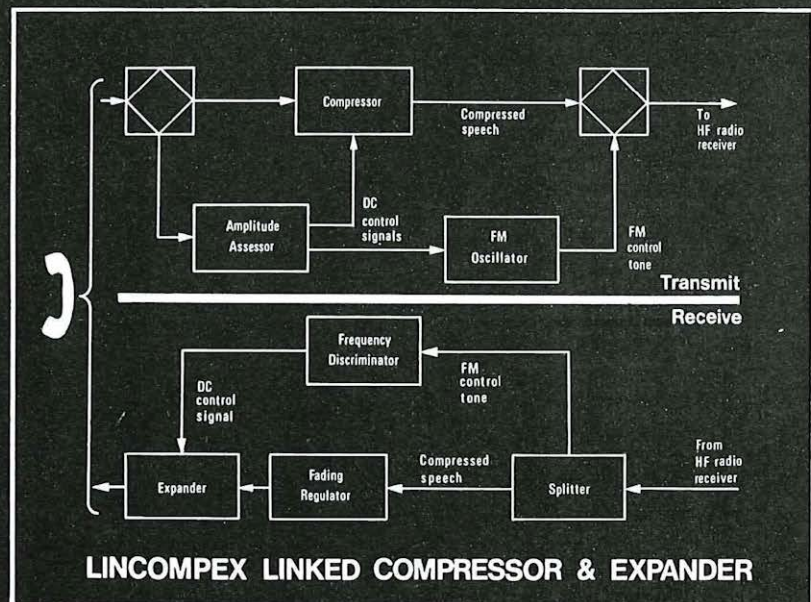 Compressor
Compressed
speech
To
HF radio
receiver
Amplitude
Assessor
DC
control
signals
FM
Oscillator
FM
control
tone
Transmit
Receive
Frequency
Discriminator
DC
control
signal
FM
control
tone
Expander
Fading
Regulator
Compressed
speech
Splitter
From
HF radio
receiver
LINCOMPEX LINKED COMPRESSOR & EXPANDER